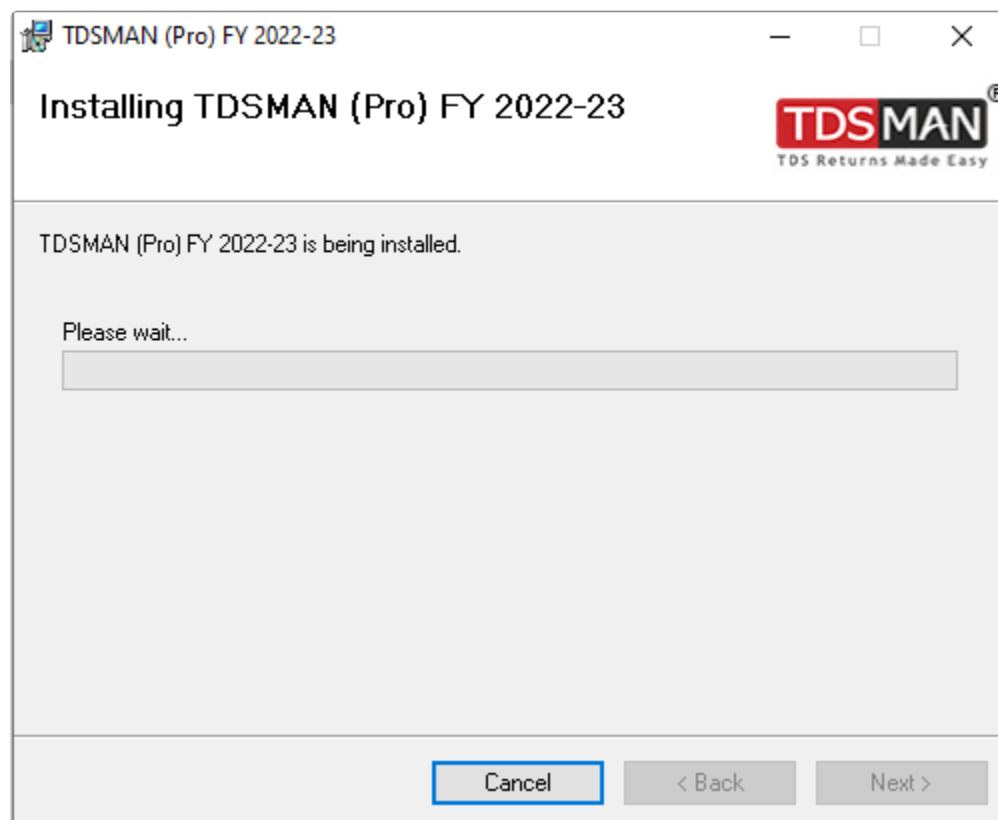 TDSMAN (Pro) FY 2022-23
Installing TDSMAN (Pro) FY 2022-23
TDSMAN®
TDS Returns Made Easy
TDSMAN (Pro) FY 2022-23 is being installed.
Please wait...
Cancel
< Back
Next >